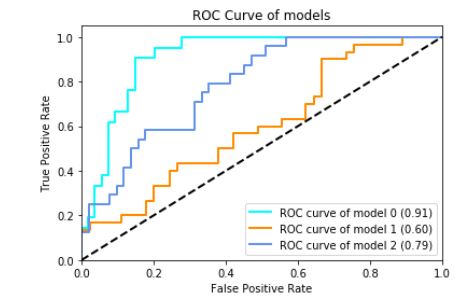 ROC Curve of models
True Positive Rate
1.0
0.8
0.6
0.4
0.2
0.0
ROC curve of model 0 (0.91)
ROC curve of model 1 (0.60)
ROC curve of model 2 (0.79)
0.0 0.2 0.4 0.6 0.8 1.0
False Positive Rate